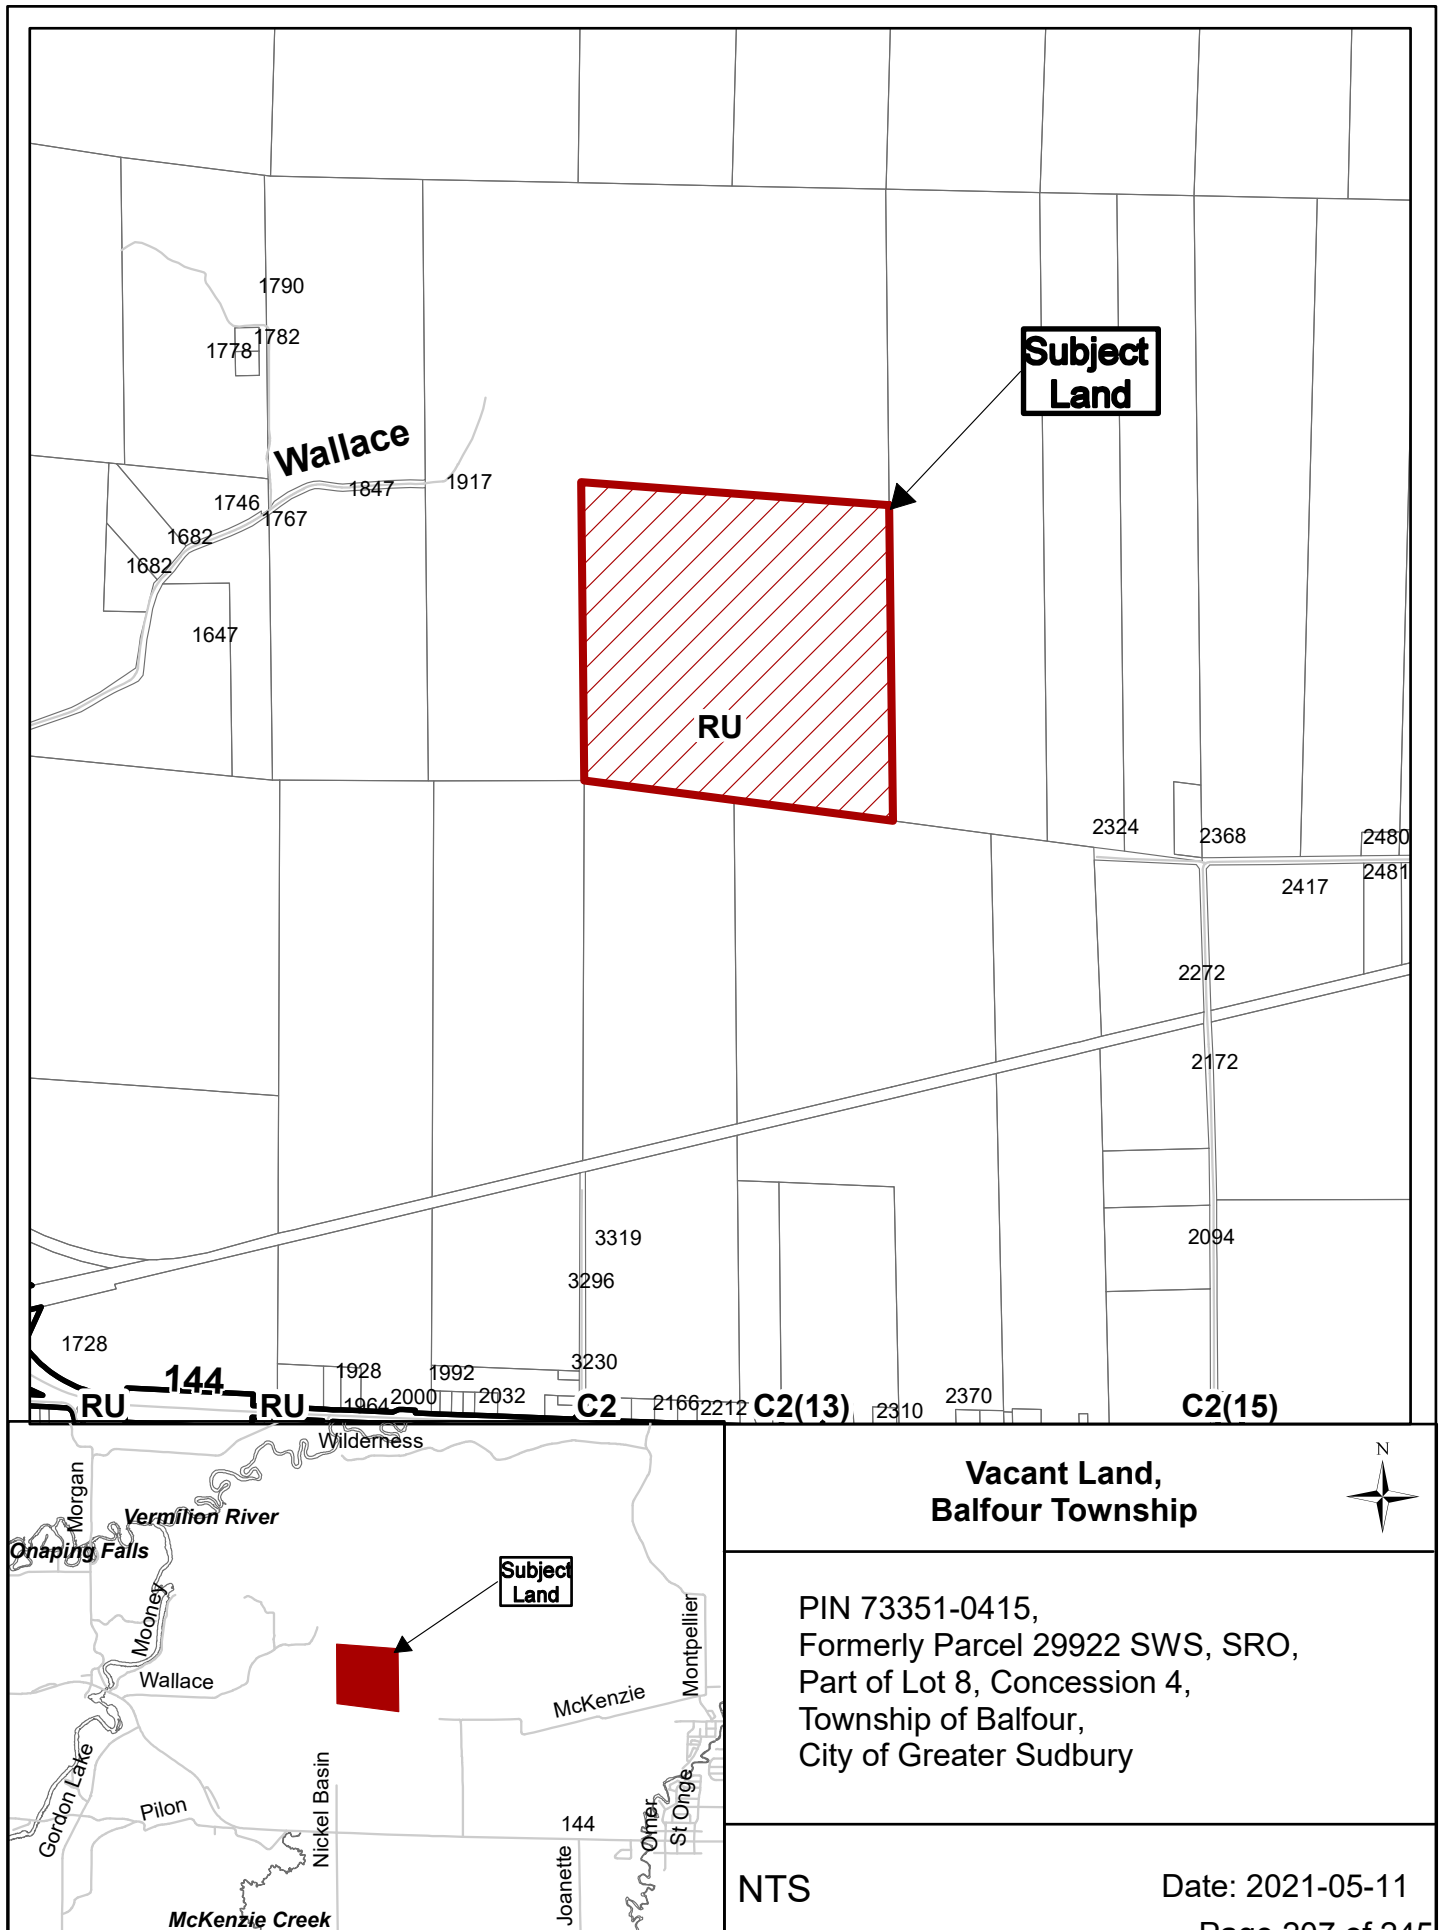 1790
1782
1778
Subject
Land
Wallace
1847
1917
1746
1767
1682
1682
1647
RU
2324
2368
2480
2481
2417
2272
2172
3319
2094
3296
1728
144
1928
1992
3230
RU
RU
1964
2000
2032
C2
2166
2212
C2(13)
2310
2370
C2(15)
Wilderness
Morgan
Vermilion River
Onaping Falls
Mooney
Subject
Land
Wallace
Montpellier
McKenzie
Gordon Lake
Pilon
Nickel Basin
144
Omer
St Onge
Joanette
McKenzie Creek
Vacant Land,
Balfour Township
N
PIN 73351-0415,
Formerly Parcel 29922 SWS, SRO,
Part of Lot 8, Concession 4,
Township of Balfour,
City of Greater Sudbury
NTS
Date: 2021-05-11
Page 207 of 245